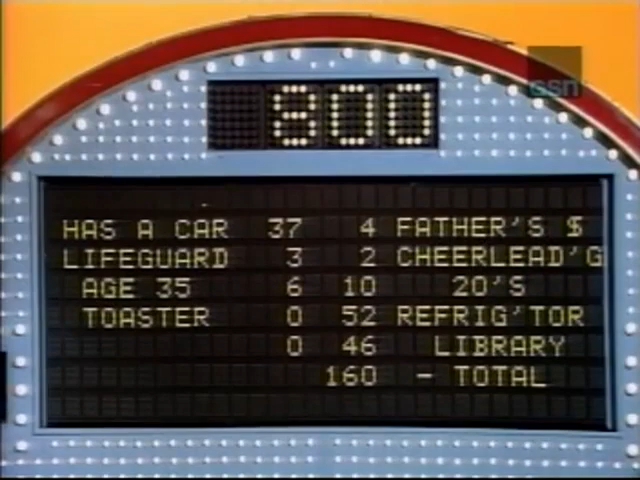 gsn
800
HAS A CAR 37 4 FATHER'S $
LIFEGUARD 3 2 CHEERLEAD'G
AGE 35 6 10 20'S
TOASTER 0 52 REFRIG'TOR
0 46 LIBRARY
160 - TOTAL